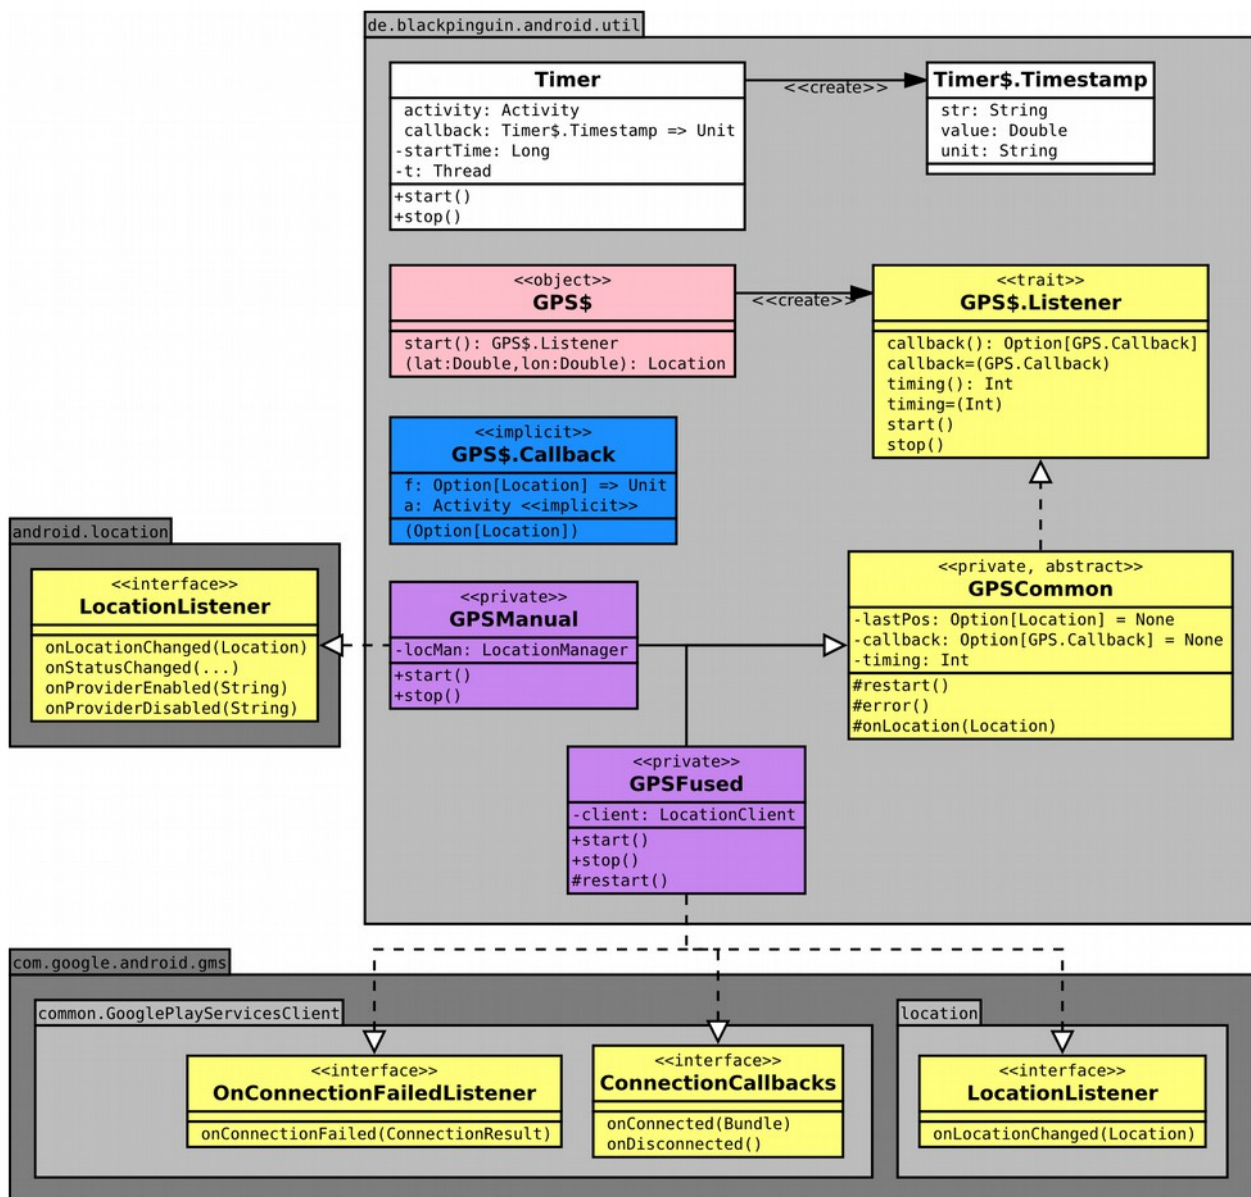 de.blackpinguin.android.util
Timer
activity: Activity
callback: Timer$.Timestamp => Unit
-startTime: Long
-t: Thread
+start()
+stop()
<<create>>
Timer$.Timestamp
str: String
value: Double
unit: String
<<object>>
GPS$
start(): GPS$.Listener
(lat:Double,lon:Double): Location
<<create>>
<<trait>>
GPS$.Listener
callback(): Option[GPS.Callback]
callback=(GPS.Callback)
timing(): Int
timing=(Int)
start()
stop()
<<implicit>>
GPS$.Callback
f: Option[Location] => Unit
a: Activity <<implicit>>
(Option[Location])
android.location
<<interface>>
LocationListener
onLocationChanged(Location)
onStatusChanged(...)
onProviderEnabled(String)
onProviderDisabled(String)
<<private>>
GPSManual
-locMan: LocationManager
+start()
+stop()
<<private, abstract>>
GPSCommon
-lastPos: Option[Location] = None
-callback: Option[GPS.Callback] = None
-timing: Int
#restart()
#error()
#onLocation(Location)
<<private>>
GPSFused
-client: LocationClient
+start()
+stop()
#restart()
com.google.android.gms
common.GooglePlayServicesClient
<<interface>>
OnConnectionFailedListener
onConnectionFailed(ConnectionResult)
<<interface>>
ConnectionCallbacks
onConnected(Bundle)
onDisconnected()
location
<<interface>>
LocationListener
onLocationChanged(Location)